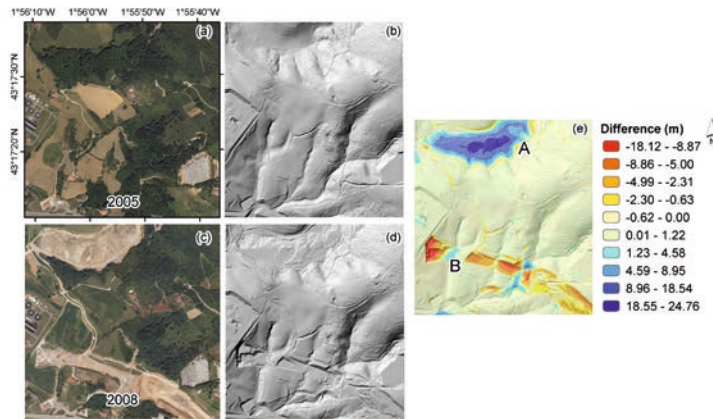 1°56'10"W 1°56'0"W 1°55'50"W 1°55'40"W
(a)
(b)
43°17'30"N
43°17'20"N
2005
(c)
(d)
2008
(e)
A
B
Difference (m)
-18.12 - -8.87
-8.86 - -5.00
-4.99 - -2.31
-2.30 - -0.63
-0.62 - 0.00
0.01 - 1.22
1.23 - 4.58
4.59 - 8.95
8.96 - 18.54
18.55 - 24.76